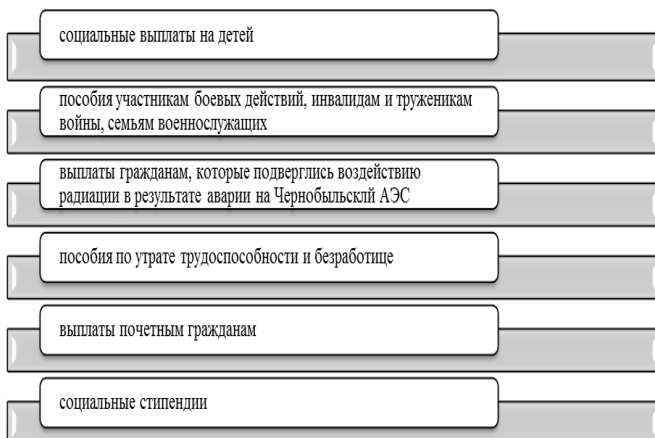 социальные выплаты на детей
пособия участникам боевых действий, инвалидам и труженикам
войны, семьям военнослужащих
выплаты гражданам, которые подверглись воздействию
радиации в результате аварии на Чернобыльсклй АЭС
пособия по утрате трудоспособности и безработице
выплаты почетным гражданам
социальные стипендии